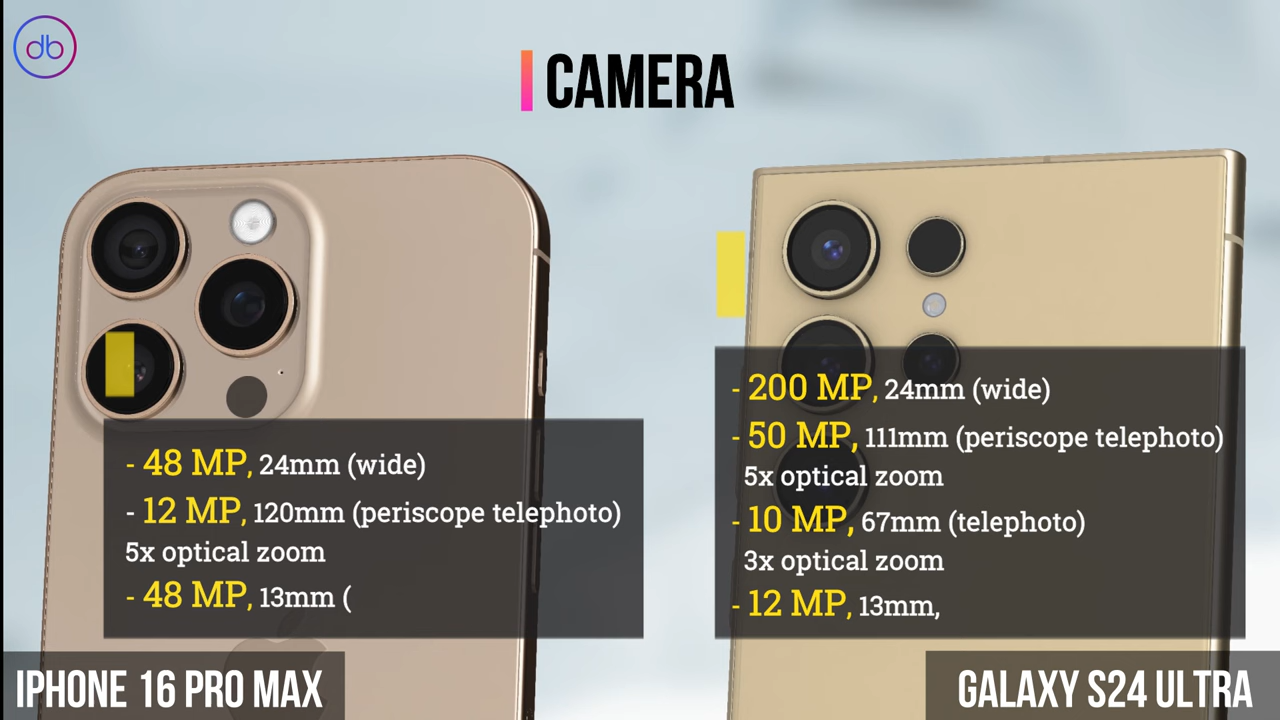 db
CAMERA
- 48 MP, 24mm (wide)
- 12 MP, 120mm (periscope telephoto)
5x optical zoom
- 48 MP, 13mm (
- 200 MP, 24mm (wide)
- 50 MP, 111mm (periscope telephoto)
5x optical zoom
- 10 MP, 67mm (telephoto)
3x optical zoom
- 12 MP, 13mm,
IPHONE 16 PRO MAX
GALAXY S24 ULTRA